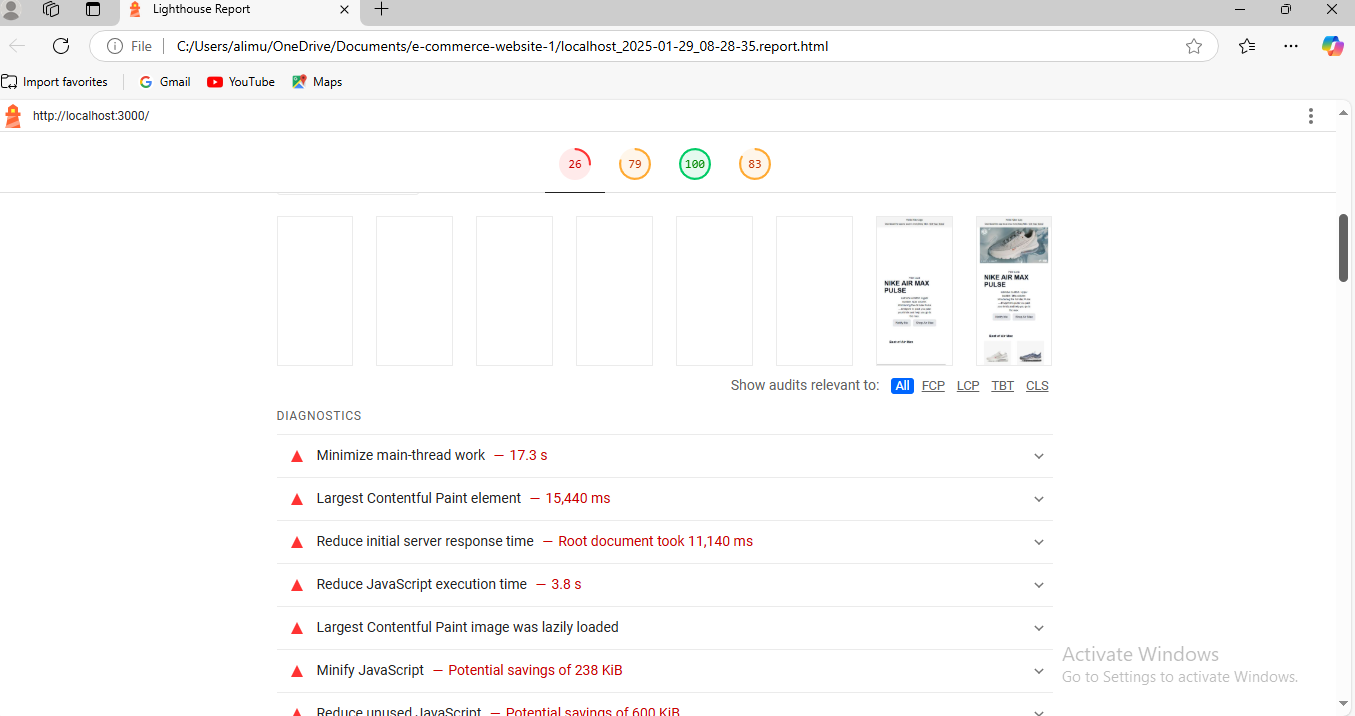 Lighthouse Report
File
C:/Users/alimu/OneDrive/Documents/e-commerce-website-1/localhost_2025-01-29_08-28-35.report.html
Import favorites
Gmail
YouTube
Maps
http://localhost:3000/
26
79
100
83
NIKE AIR MAX
PULSE
NIKE AIR MAX
PULSE
Show audits relevant to: All FCP LCP TBT CLS
DIAGNOSTICS
Minimize main-thread work — 17.3 s
Largest Contentful Paint element — 15,440 ms
Reduce initial server response time — Root document took 11,140 ms
Reduce JavaScript execution time — 3.8 s
Largest Contentful Paint image was lazily loaded
Minify JavaScript — Potential savings of 238 KiB
Reduce unused JavaScript — Potential savings of 600 KiB
Activate Windows
Go to Settings to activate Windows.